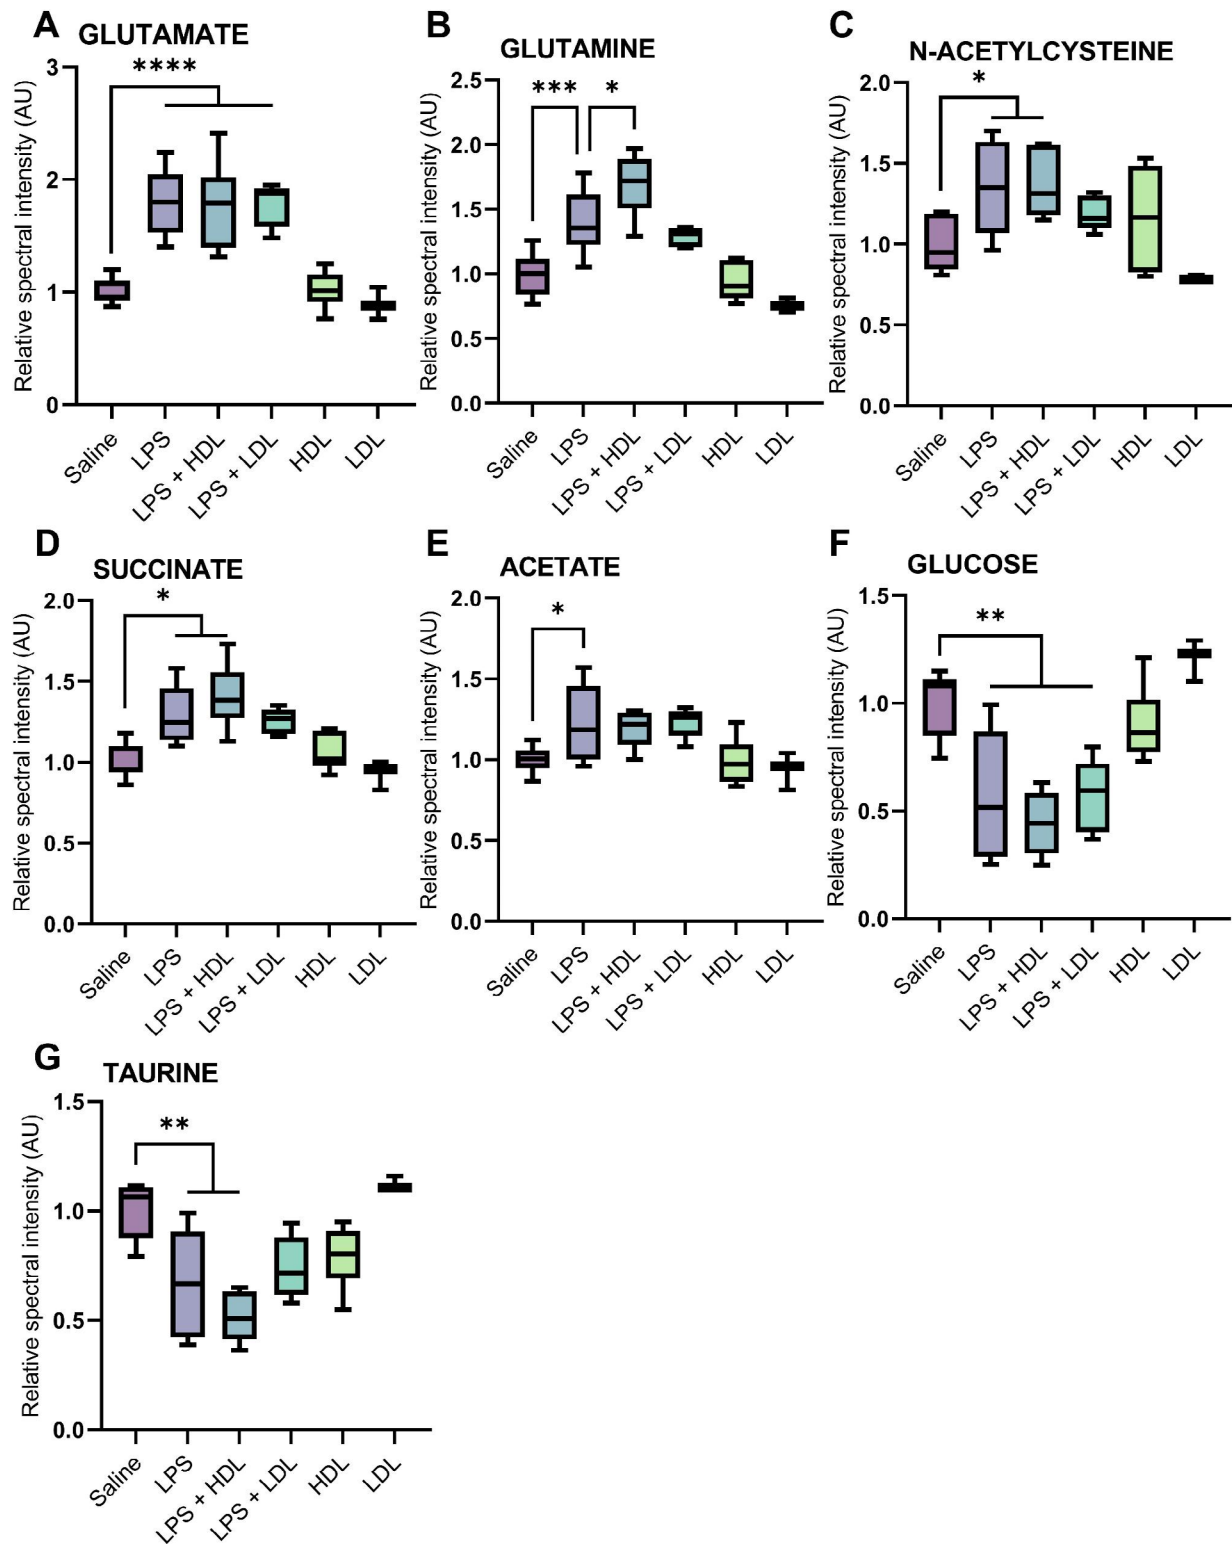 A GLUTAMATE
Relative spectral intensity (AU)
3
2
1
0
****
Saline
LPS
LPS + HDL
LPS + LDL
HDL
LDL
B GLUTAMINE
Relative spectral intensity (AU)
2.5
2.0
1.5
1.0
0.5
0.0
*** *
Saline
LPS
LPS + HDL
LPS + LDL
HDL
LDL
C N-ACETYLCYSTEINE
Relative spectral intensity (AU)
2.0
1.5
1.0
0.5
0.0
*
Saline
LPS
LPS + HDL
LPS + LDL
HDL
LDL
D SUCCINATE
Relative spectral intensity (AU)
2.0
1.5
1.0
0.5
0.0
*
Saline
LPS
LPS + HDL
LPS + LDL
HDL
LDL
E ACETATE
Relative spectral intensity (AU)
2.0
1.5
1.0
0.5
0.0
*
Saline
LPS
LPS + HDL
LPS + LDL
HDL
LDL
F GLUCOSE
Relative spectral intensity (AU)
1.5
1.0
0.5
0.0
**
Saline
LPS
LPS + HDL
LPS + LDL
HDL
LDL
G TAURINE
Relative spectral intensity (AU)
1.5
1.0
0.5
0.0
**
Saline
LPS
LPS + HDL
LPS + LDL
HDL
LDL